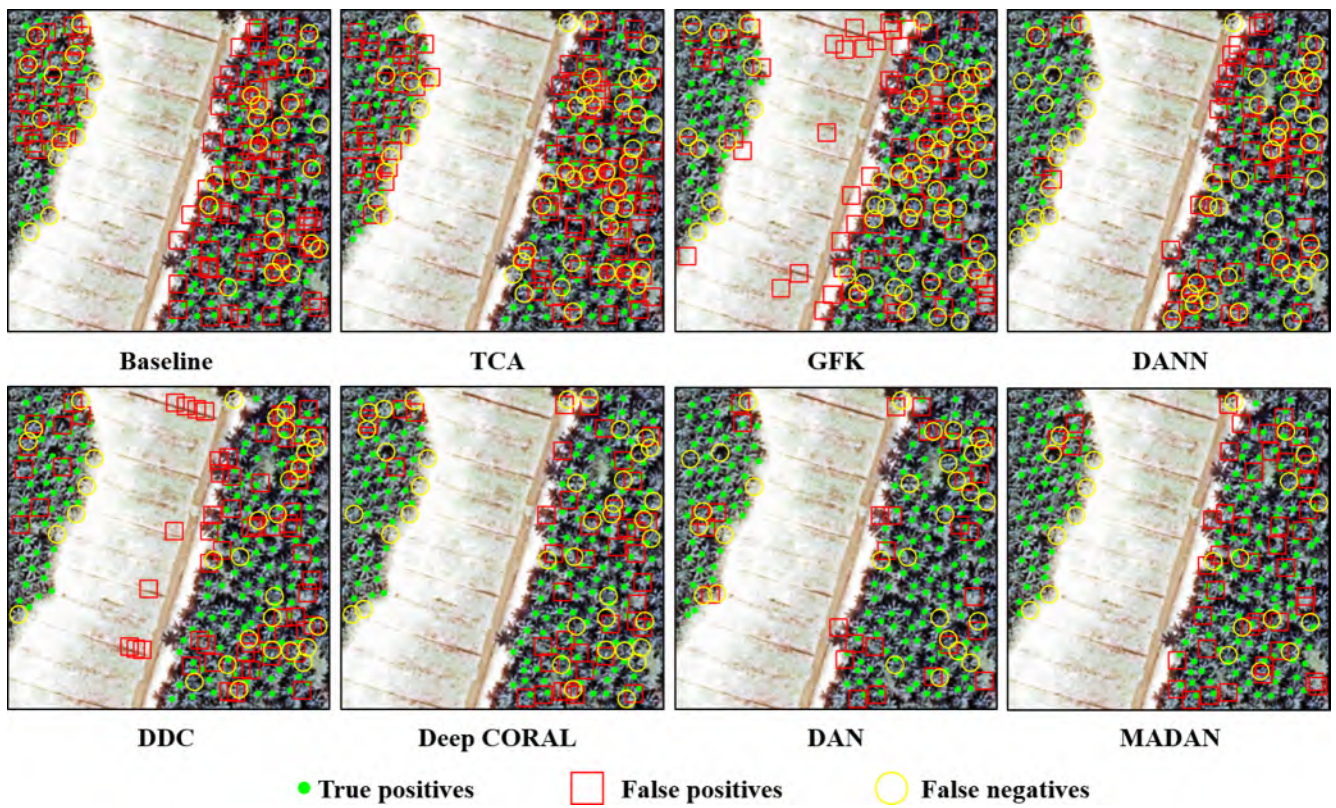 Baseline TCA GFK DANN
DDC Deep CORAL DAN MADAN
True positives False positives False negatives